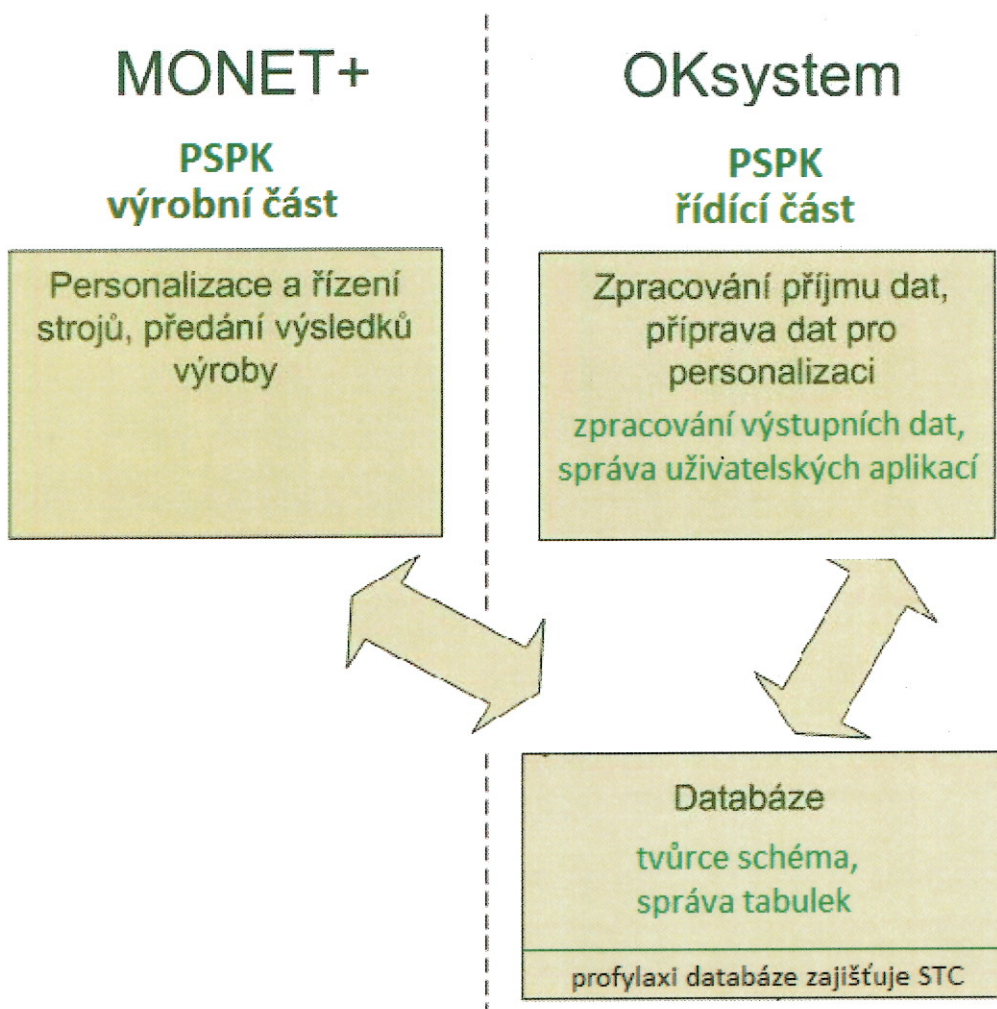 MONET+
PSPK
výrobní část
Personalizace a řízení
strojů, předání výsledků
výroby
OKsystem
PSPK
řídící část
Zpracování příjmu dat,
příprava dat pro
personalizaci
zpracování výstupních dat,
správa uživatelských aplikací
Databáze
tvůrce schéma,
správa tabulek
profylaxi databáze zajišťuje STC